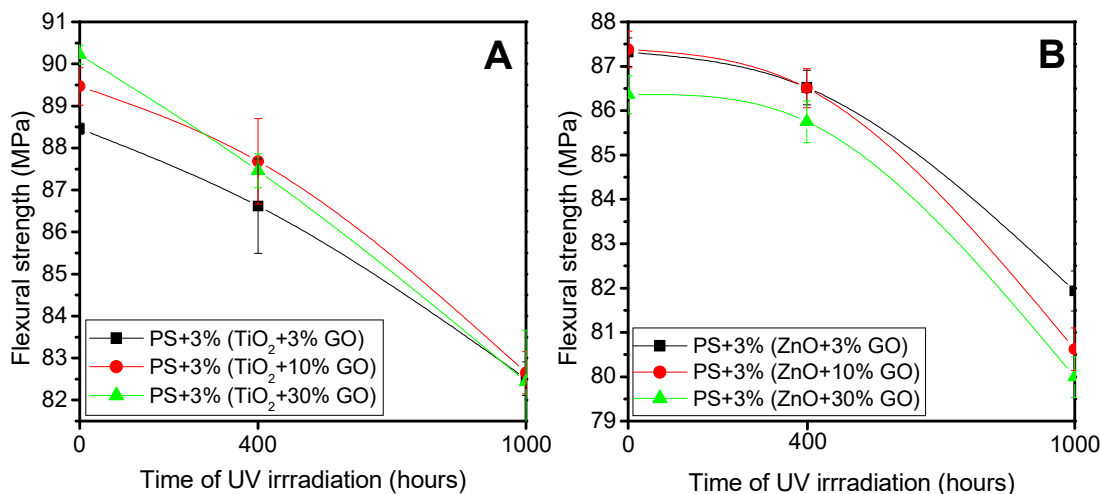 A
Flexural strength (MPa)
91
90
89
88
87
86
85
84
83
82
PS+3% (TiO₂+3% GO)
PS+3% (TiO₂+10% GO)
PS+3% (TiO₂+30% GO)
0 400 1000
Time of UV irrradiation (hours)
B
Flexural strength (MPa)
88
87
86
85
84
83
82
81
80
79
PS+3% (ZnO+3% GO)
PS+3% (ZnO+10% GO)
PS+3% (ZnO+30% GO)
0 400 1000
Time of UV irrradiation (hours)